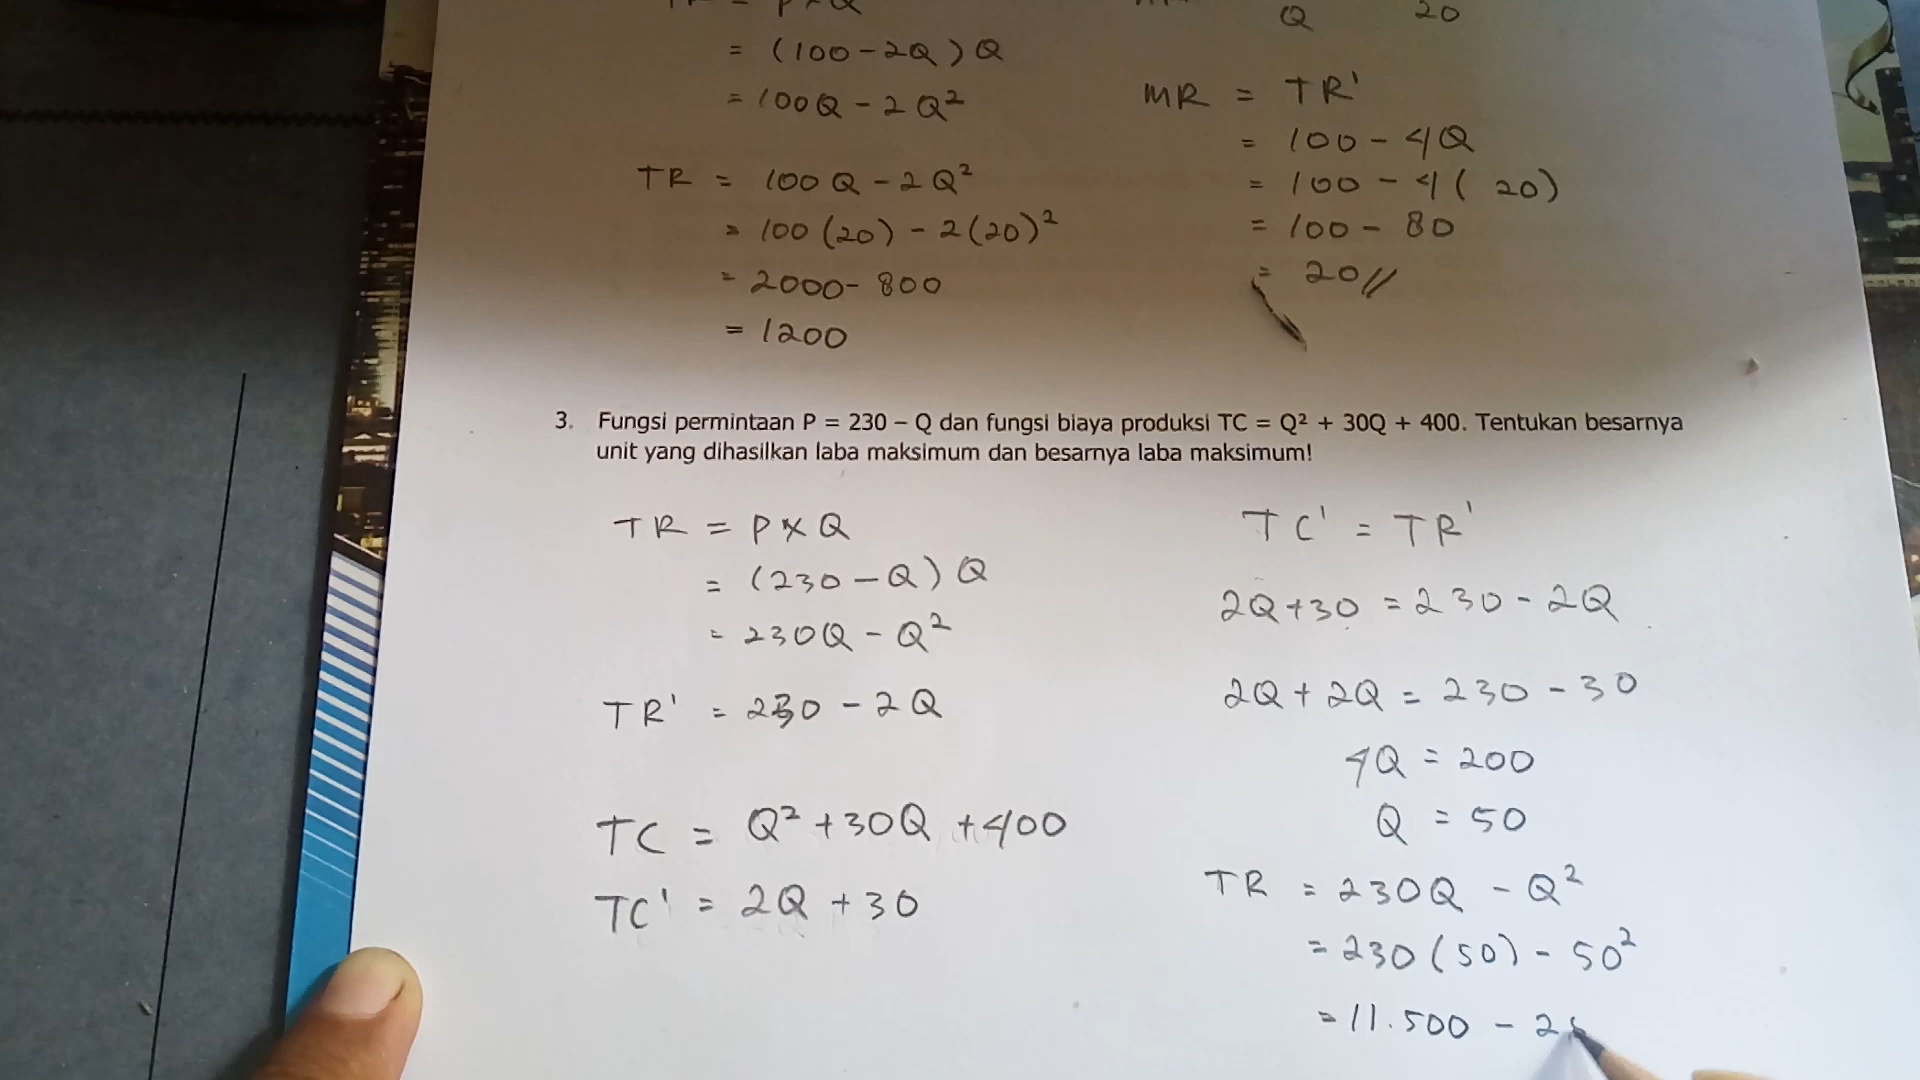 = (100 - 2Q) Q
= 100Q - 2Q²
TR = 100Q - 2Q²
= 100 (20) - 2(20)²
= 2000 - 800
= 1200
Q 20
MR = TR'
= 100 - 4Q
= 100 - 4 ( 20)
= 100 - 80
= 20 //
3. Fungsi permintaan P = 230 – Q dan fungsi biaya produksi TC = Q² + 30Q + 400. Tentukan besarnya
unit yang dihasilkan laba maksimum dan besarnya laba maksimum!
TR = P x Q
= (230 - Q) Q
= 230Q - Q²
TR' = 230 - 2Q
TC = Q² + 30Q + 400
TC' = 2Q + 30
TC' = TR'
2Q + 30 = 230 - 2Q
2Q + 2Q = 230 - 30
4Q = 200
Q = 50
TR = 230Q - Q²
= 230 (50) - 50²
= 11.500 - 2